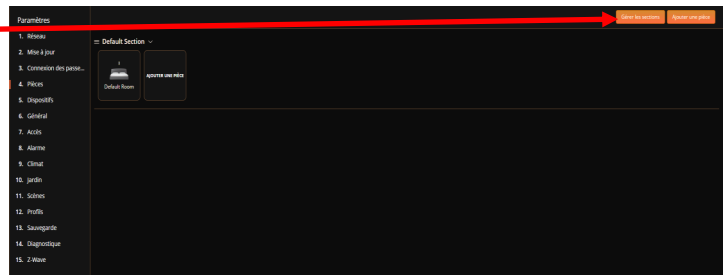 Paramètres
Gérer les sections
Ajouter une pièce
1. Réseau
Default Section
2. Mise à jour
3. Connexion des passe...
1
AJOUTER UNE PIÈCE
Default Room
4. Pièces
5. Dispositifs
6. Général
7. Accès
8. Alarme
9. Climat
10. Jardin
11. Scènes
12. Profils
13. Sauvegarde
14. Diagnostique
15. Z-Wave